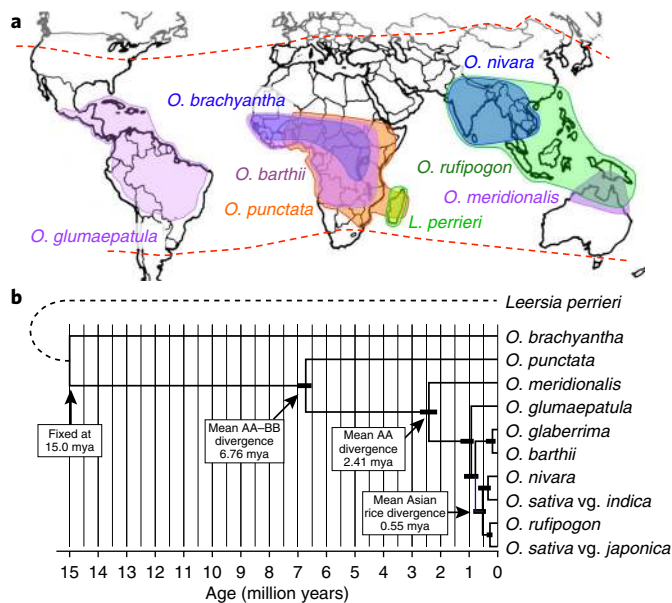 a
O. nivara
O. brachyantha
O. barthii
O. rufipogon
O. punctata
O. meridionalis
L. perrieri
O. glumaepatula
b
Leersia perrieri
O. brachyantha
O. punctata
O. meridionalis
O. glumaepatula
O. glaberrima
O. barthii
O. nivara
O. sativa vg. indica
O. rufipogon
O. sativa vg. japonica
Fixed at
15.0 mya
Mean AA–BB
divergence
6.76 mya
Mean AA
divergence
2.41 mya
Mean Asian
rice divergence
0.55 mya
15 14 13 12 11 10 9 8 7 6 5 4 3 2 1 0
Age (million years)